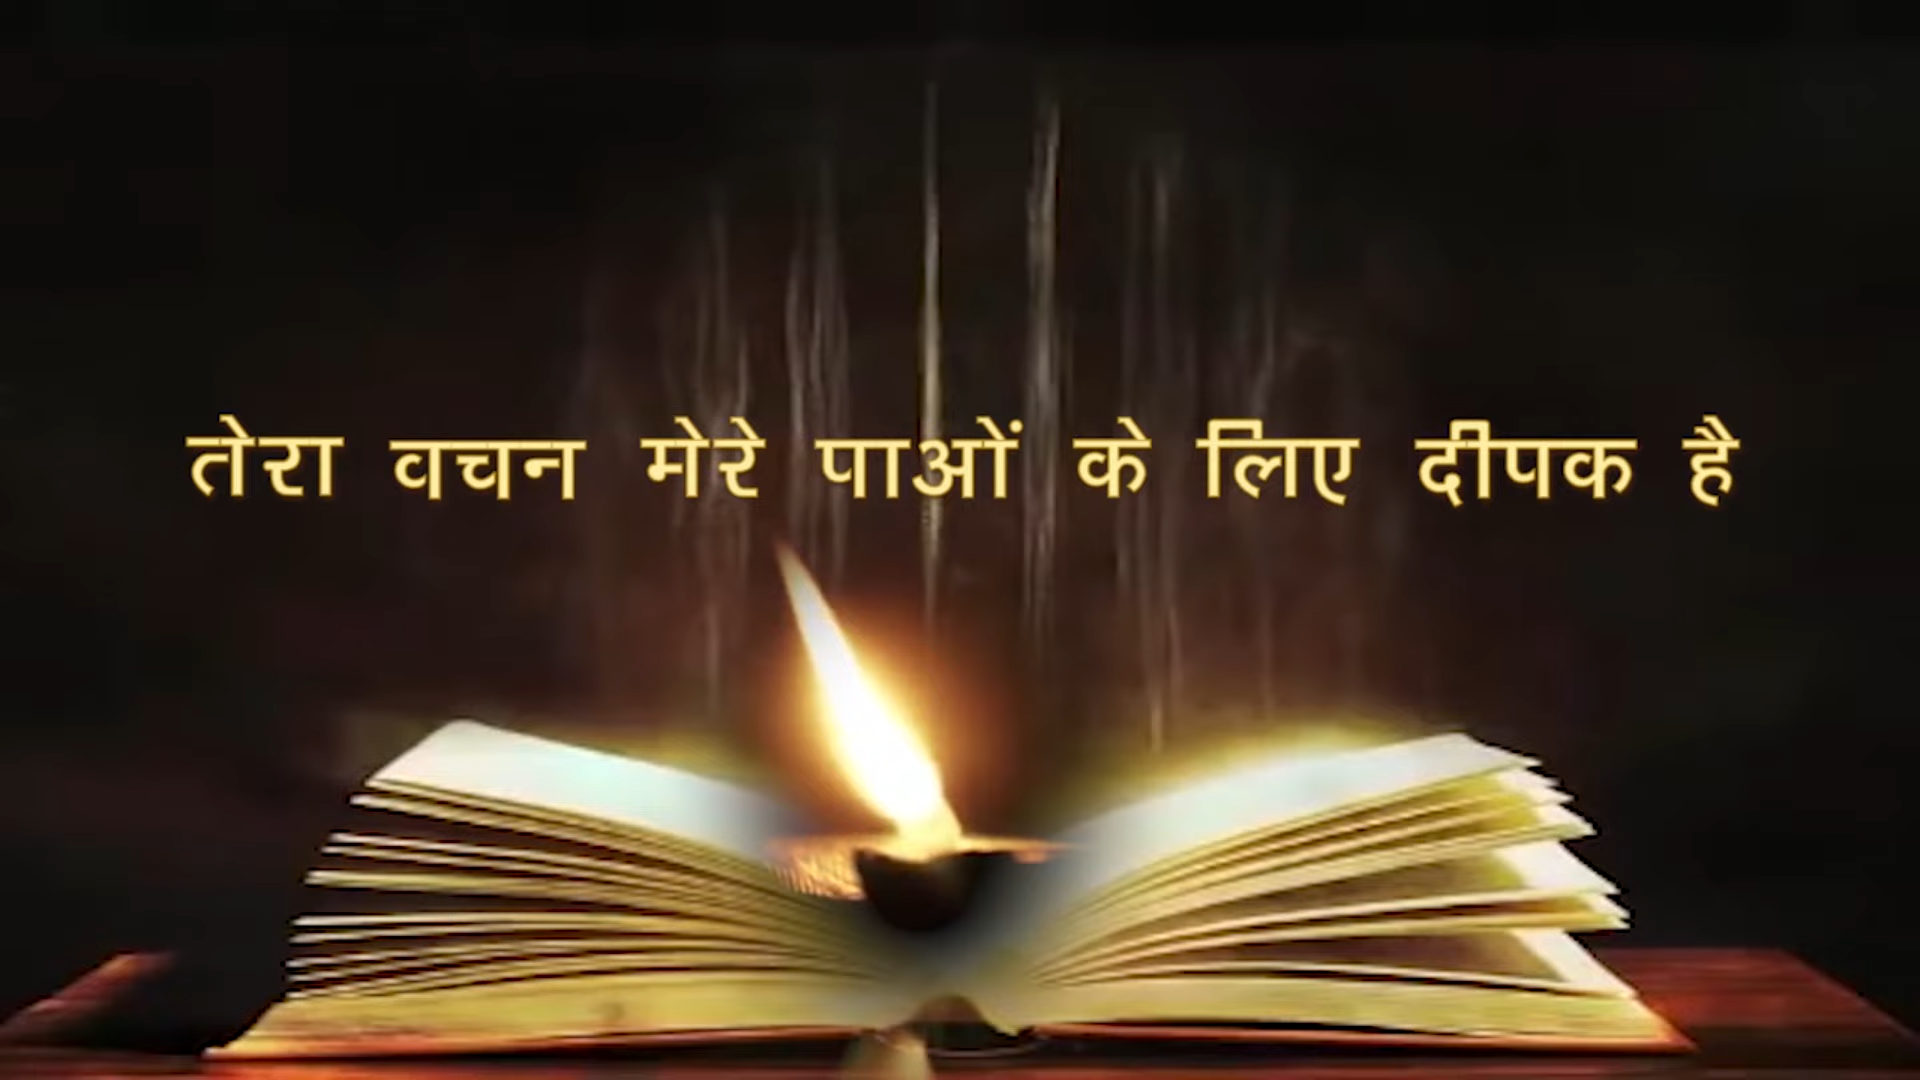 तेरा वचन मेरे पाओं के लिए दीपक है